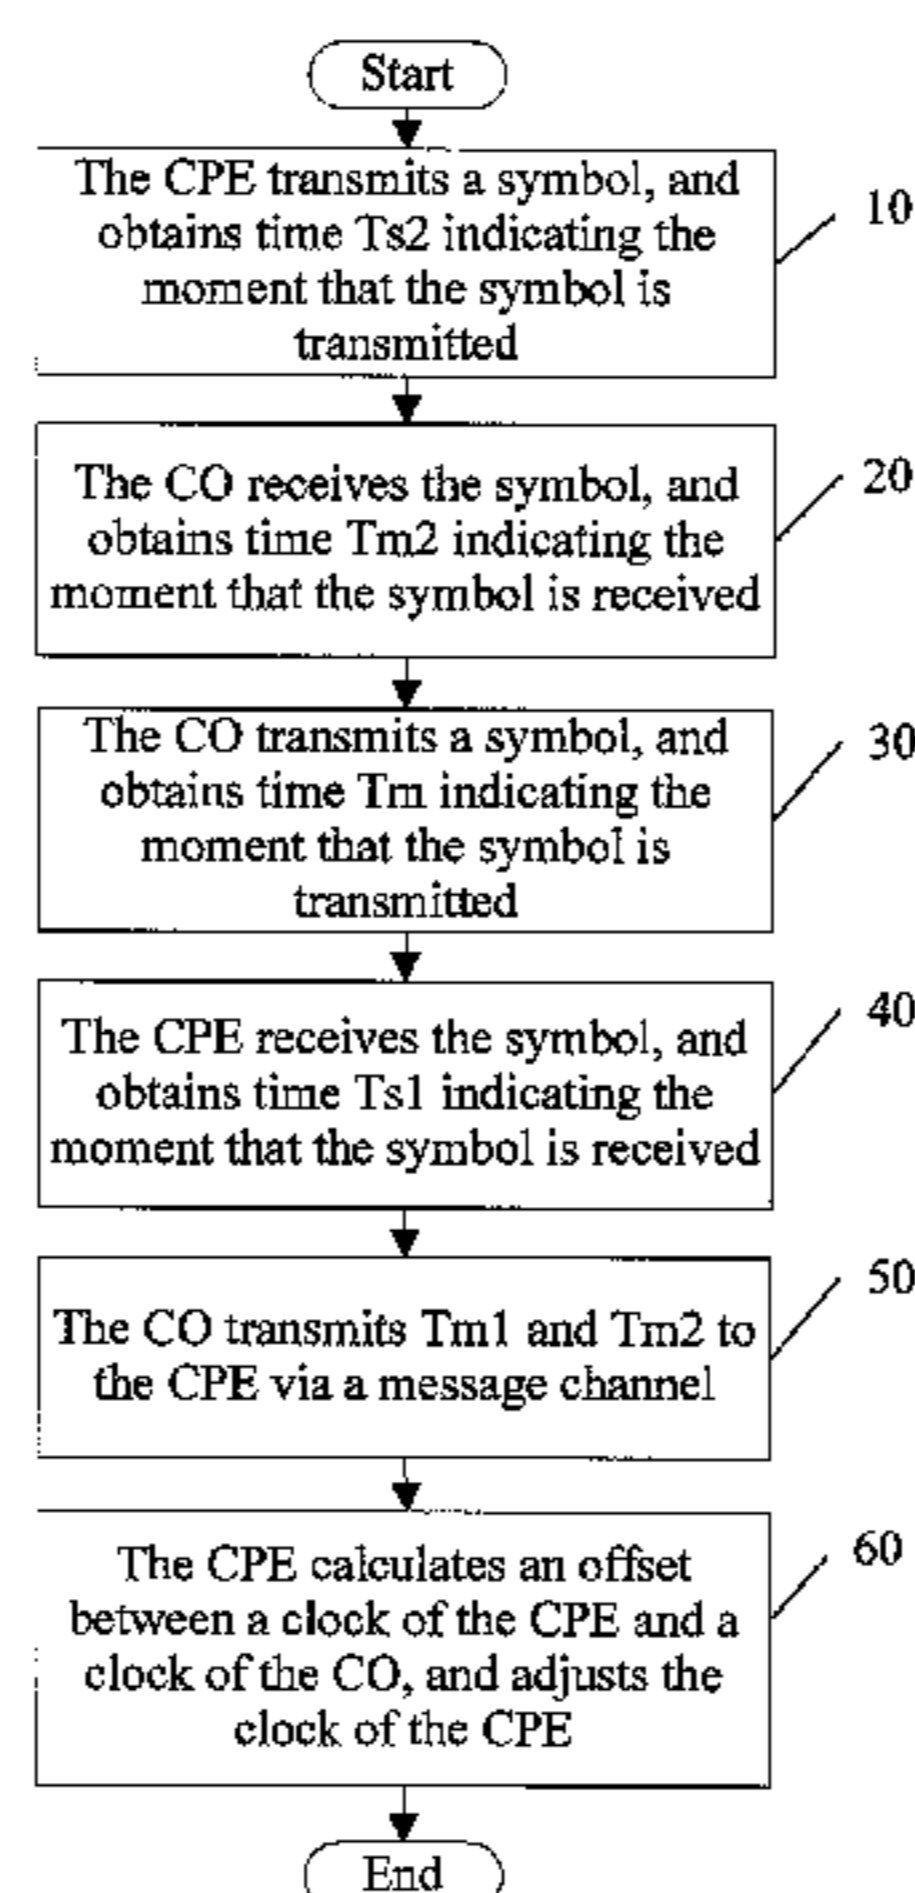 Start
The CPE transmits a symbol, and
obtains time Ts2 indicating the
moment that the symbol is
transmitted
10
The CO receives the symbol, and
obtains time Tm2 indicating the
moment that the symbol is received
20
The CO transmits a symbol, and
obtains time Tm indicating the
moment that the symbol is
transmitted
30
The CPE receives the symbol, and
obtains time Ts1 indicating the
moment that the symbol is received
40
The CO transmits Tm1 and Tm2 to
the CPE via a message channel
50
The CPE calculates an offset
between a clock of the CPE and a
clock of the CO, and adjusts the
clock of the CPE
60
End